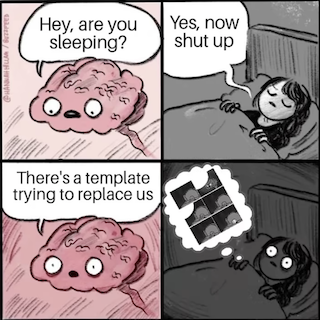 Hey, are you
sleeping?
Yes, now
shut up
There's a template
trying to replace us